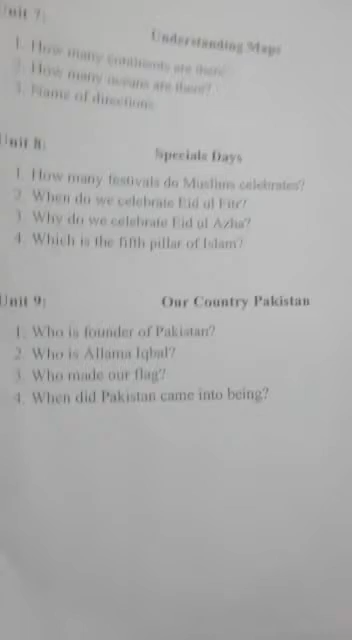 Unit 7:
Understanding Maps
1. How many continents are there?
2. How many oceans are there?
3. Name of directions
Unit 8:
Specials Days
1. How many festivals do Muslims celebrates?
2. When do we celebrate Eid ul Fitr?
3. Why do we celebrate Eid ul Azha?
4. Which is the fifth pillar of Islam?
Unit 9:
Our Country Pakistan
1. Who is founder of Pakistan?
2. Who is Allama Iqbal?
3. Who made our flag?
4. When did Pakistan came into being?